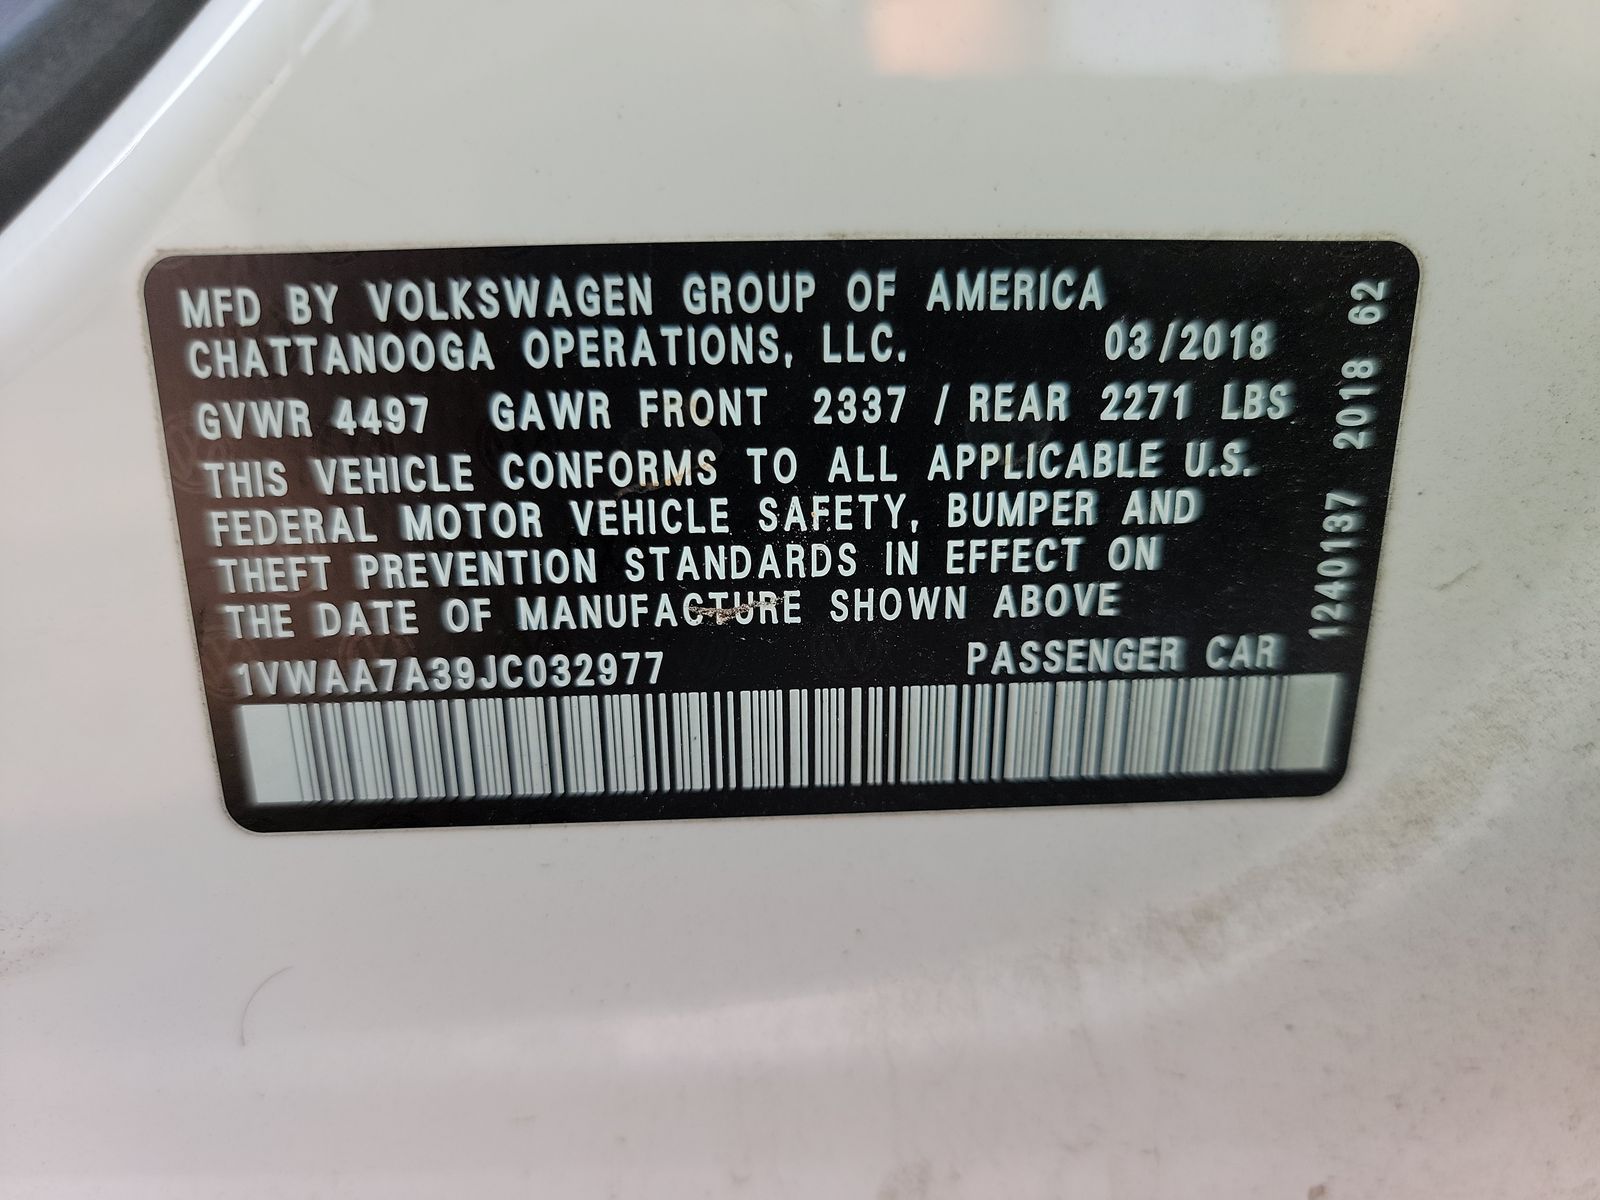 MFD BY VOLKSWAGEN GROUP OF AMERICA
CHATTANOOGA OPERATIONS, LLC. 03/2018
GVWR 4497 GAWR FRONT 2337 / REAR 2271 LBS
THIS VEHICLE CONFORMS TO ALL APPLICABLE U.S.
FEDERAL MOTOR VEHICLE SAFETY, BUMPER AND
THEFT PREVENTION STANDARDS IN EFFECT ON
THE DATE OF MANUFACTURE SHOWN ABOVE
1VWAA7A39JC032977 PASSENGER CAR
1240137 2018 62